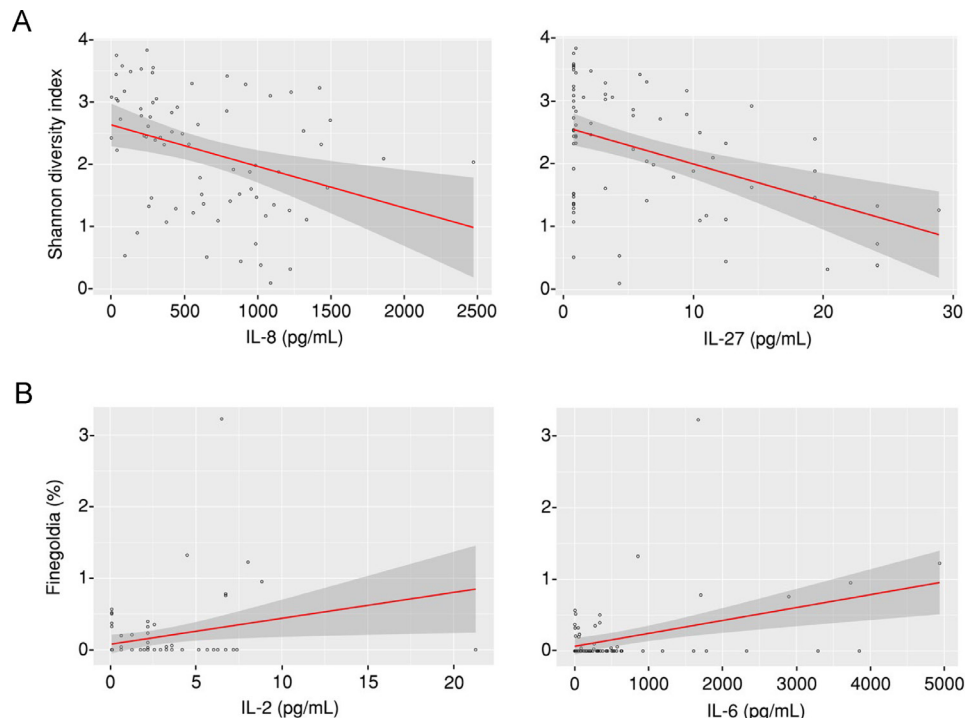 A
Shannon diversity index
4
3
2
1
0
0 500 1000 1500 2000 2500
IL-8 (pg/mL)
4
3
2
1
0
0 10 20 30
IL-27 (pg/mL)
B
Finegoldia (%)
3
2
1
0
0 5 10 15 20
IL-2 (pg/mL)
3
2
1
0
0 1000 2000 3000 4000 5000
IL-6 (pg/mL)